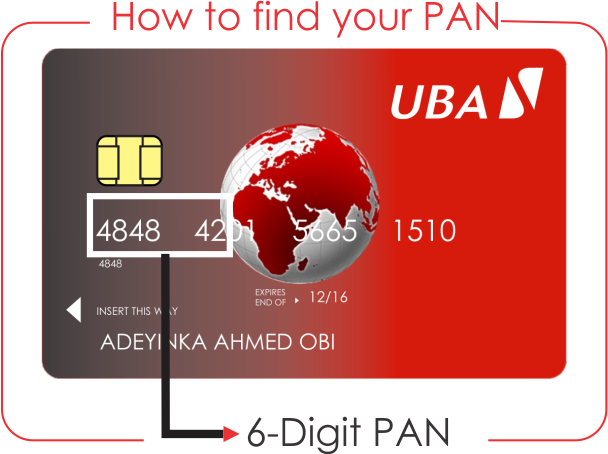 How to find your PAN
UBA
4848 4201 5665 1510
4848
EXPIRES
END OF 12/16
INSERT THIS WAY
ADEYINKA AHMED OBI
6-Digit PAN